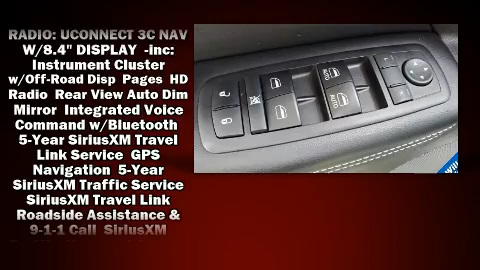 RADIO: UCONNECT 3C NAV
W/8.4" DISPLAY -inc:
Instrument Cluster
w/Off-Road Disp Pages HD
Radio Rear View Auto Dim
Mirror Integrated Voice
Command w/Bluetooth
5-Year SiriusXM Travel
Link Service GPS
Navigation 5-Year
SiriusXM Traffic Service
SiriusXM Travel Link
Roadside Assistance &
9-1-1 Call SiriusXM